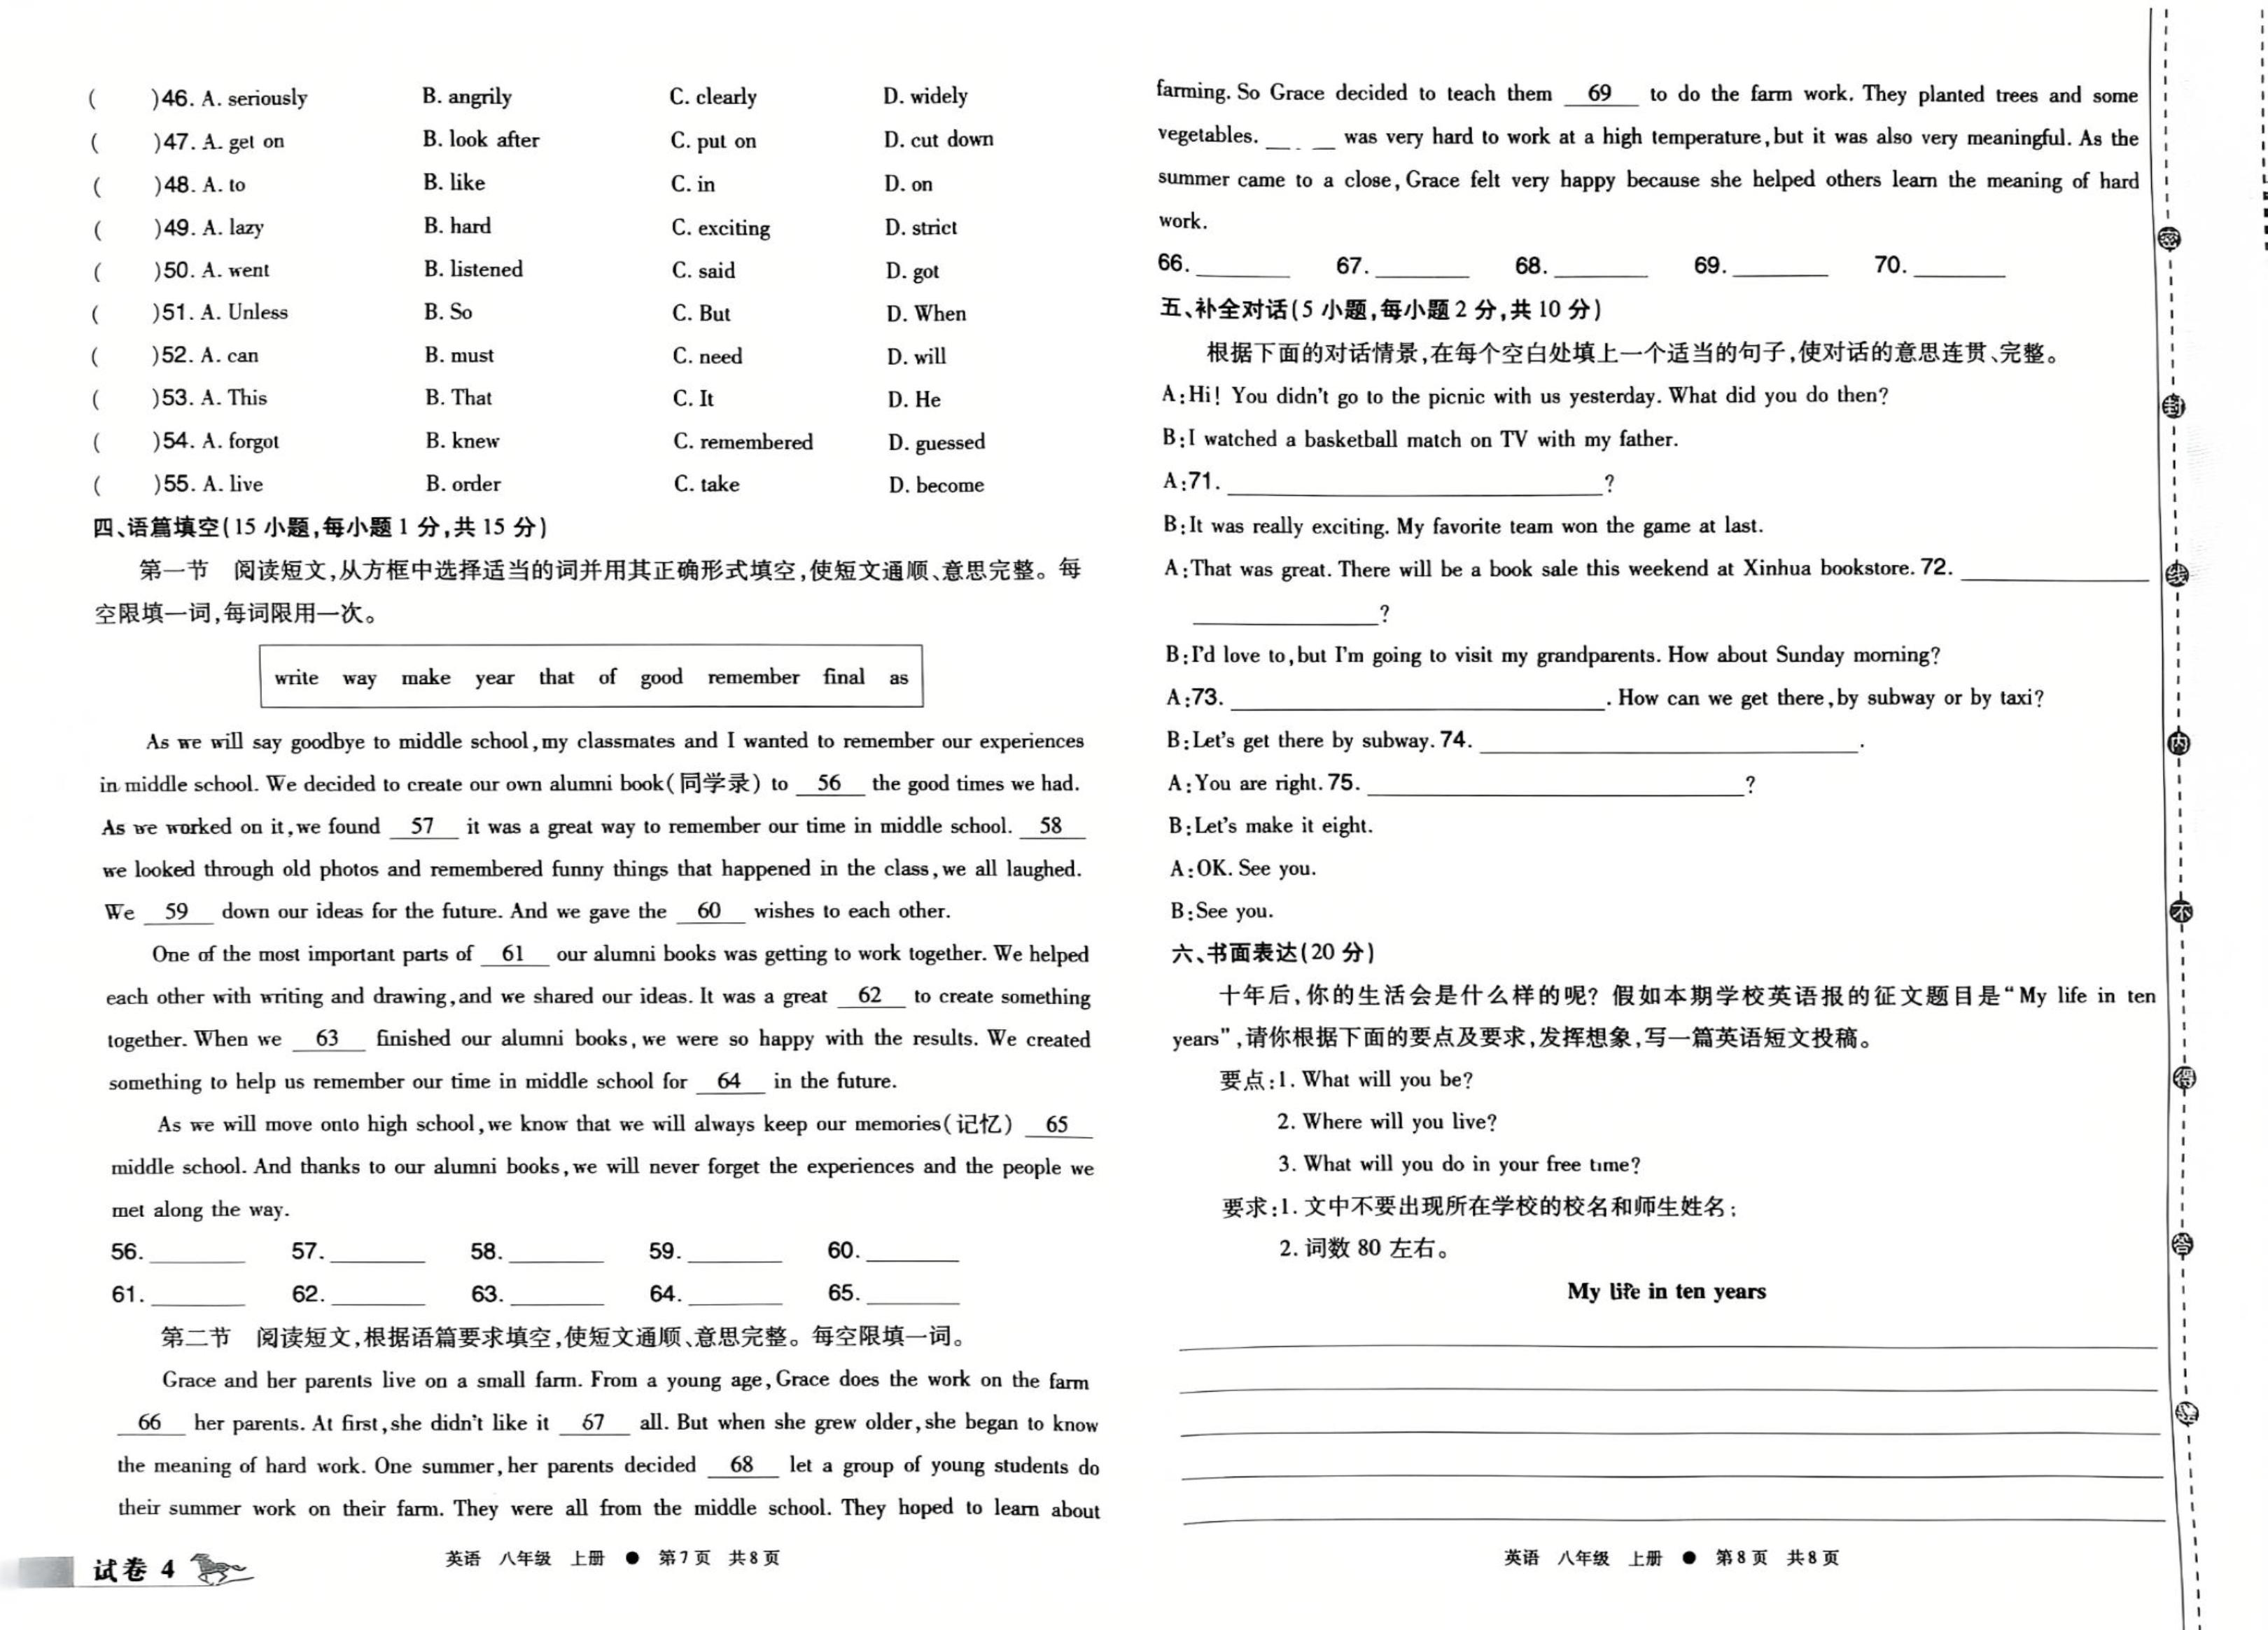 ( )46. A. seriously B. angrily C. clearly D. widely
( )47. A. get on B. look after C. put on D. cut down
( )48. A. to B. like C. in D. on
( )49. A. lazy B. hard C. exciting D. strict
( )50. A. went B. listened C. said D. got
( )51. A. Unless B. So C. But D. When
( )52. A. can B. must C. need D. will
( )53. A. This B. That C. It D. He
( )54. A. forgot B. knew C. remembered D. guessed
( )55. A. live B. order C. take D. become
四、语篇填空(15 小题,每小题 1 分,共 15 分)
第一节 阅读短文,从方框中选择适当的词并用其正确形式填空,使短文通顺、意思完整。每
空限填一词,每词限用一次。
write way make year that of good remember final as
As we will say goodbye to middle school, my classmates and I wanted to remember our experiences
in middle school. We decided to create our own alumni book(同学录) to 56 the good times we had.
As we worked on it, we found 57 it was a great way to remember our time in middle school. 58
we looked through old photos and remembered funny things that happened in the class, we all laughed.
We 59 down our ideas for the future. And we gave the 60 wishes to each other.
One of the most important parts of 61 our alumni books was getting to work together. We helped
each other with writing and drawing, and we shared our ideas. It was a great 62 to create something
together. When we 63 finished our alumni books, we were so happy with the results. We created
something to help us remember our time in middle school for 64 in the future.
As we will move onto high school, we know that we will always keep our memories(记忆) 65
middle school. And thanks to our alumni books, we will never forget the experiences and the people we
met along the way.
56. ______ 57. ______ 58. ______ 59. ______ 60. ______
61. ______ 62. ______ 63. ______ 64. ______ 65. ______
第二节 阅读短文,根据语篇要求填空,使短文通顺、意思完整。每空限填一词。
Grace and her parents live on a small farm. From a young age, Grace does the work on the farm
66 her parents. At first, she didn't like it 67 all. But when she grew older, she began to know
the meaning of hard work. One summer, her parents decided 68 let a group of young students do
their summer work on their farm. They were all from the middle school. They hoped to learn about
试卷 4
英语 八年级 上册 ● 第 7 页 共 8 页
farming. So Grace decided to teach them 69 to do the farm work. They planted trees and some
vegetables. ______ was very hard to work at a high temperature, but it was also very meaningful. As the
summer came to a close, Grace felt very happy because she helped others learn the meaning of hard
work.
66. ______ 67. ______ 68. ______ 69. ______ 70. ______
五、补全对话(5 小题,每小题 2 分,共 10 分)
根据下面的对话情景,在每个空白处填上一个适当的句子,使对话的意思连贯、完整。
A: Hi! You didn't go to the picnic with us yesterday. What did you do then?
B: I watched a basketball match on TV with my father.
A: 71. ______?
B: It was really exciting. My favorite team won the game at last.
A: That was great. There will be a book sale this weekend at Xinhua bookstore. 72. ______
______?
B: I'd love to, but I'm going to visit my grandparents. How about Sunday morning?
A: 73. ______. How can we get there, by subway or by taxi?
B: Let's get there by subway. 74. ______.
A: You are right. 75. ______?
B: Let's make it eight.
A: OK. See you.
B: See you.
六、书面表达(20 分)
十年后,你的生活会是什么样的呢? 假如本期学校英语报的征文题目是“My life in ten
years”,请你根据下面的要点及要求,发挥想象,写一篇英语短文投稿。
要点:1. What will you be?
2. Where will you live?
3. What will you do in your free time?
要求:1. 文中不要出现所在学校的校名和师生姓名;
2. 词数 80 左右。
My life in ten years
英语 八年级 上册 ● 第 8 页 共 8 页
密
封
线
内
不
得
答